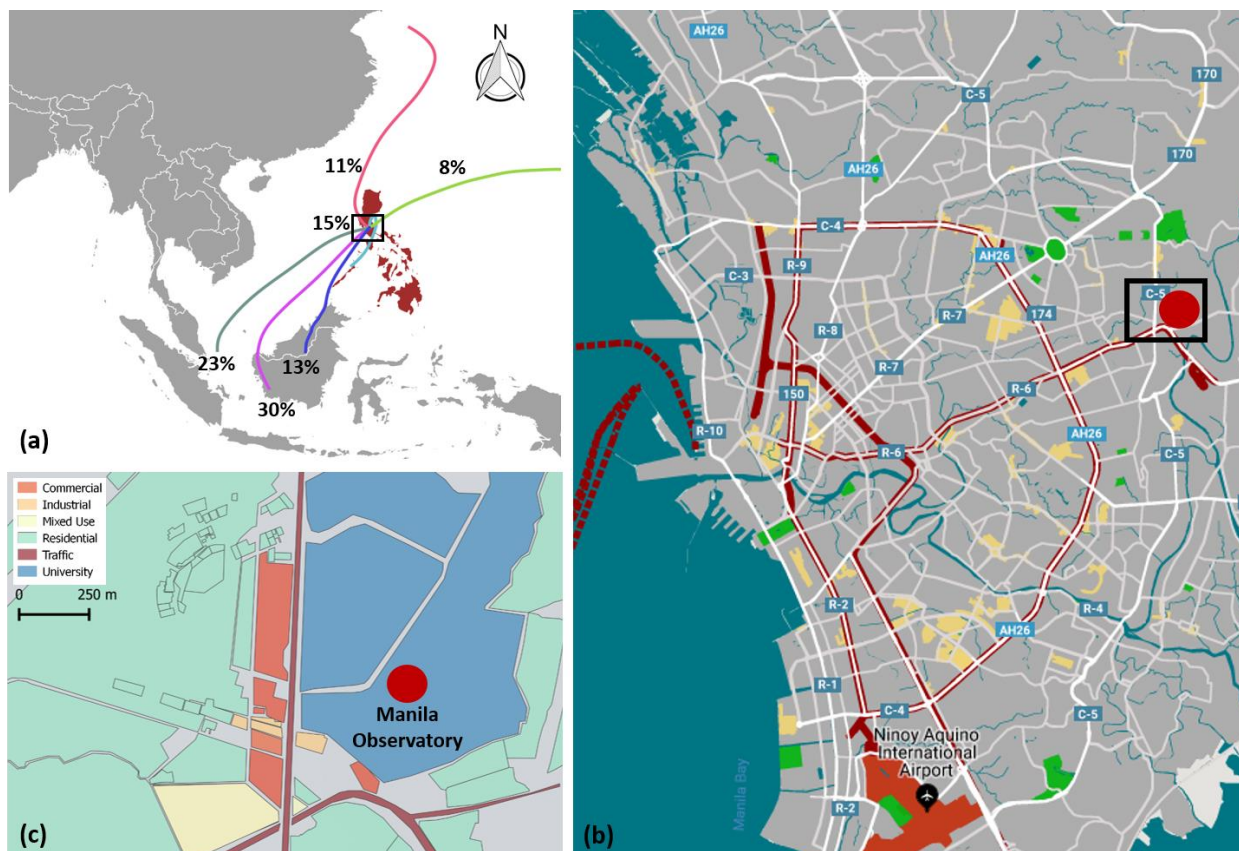 N
11%
8%
15%
23%
13%
30%
(a)
Commercial
Industrial
Mixed Use
Residential
Traffic
University
0 250 m
Manila
Observatory
(c)
AH26
C-5
170
170
AH26
C-4
R-9
AH26
C-3
C-5
174
R-8
R-7
R-7
150
R-6
R-10
R-6
AH26
C-5
R-2
R-4
AH26
R-1
C-4
C-5
Ninoy Aquino
International
Airport
Manila Bay
R-2
(b)